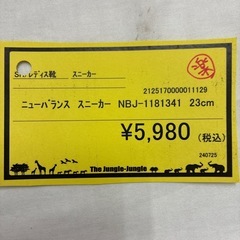 レディス靴 スニーカー
2125170000011129
ニューバランス スニーカー NBJ-1181341 23cm
¥5,980 (税込)
240725
The Jungle-Jungle